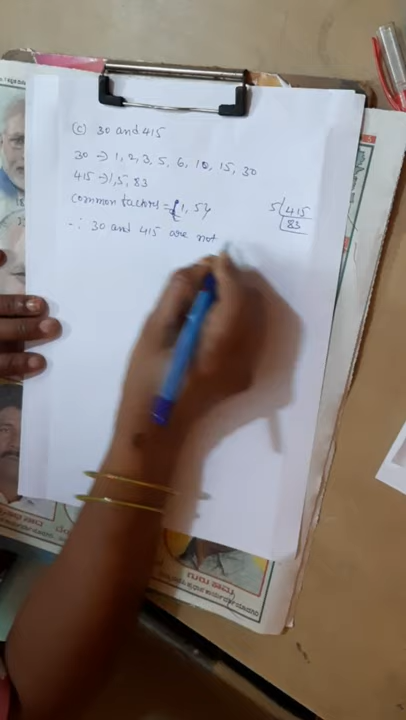 (c) 30 and 415
30 → 1, 2, 3, 5, 6, 10, 15, 30
415 → 1, 5, 83
Common factors = {1, 5}
∴ 30 and 415 are not
5 415
83